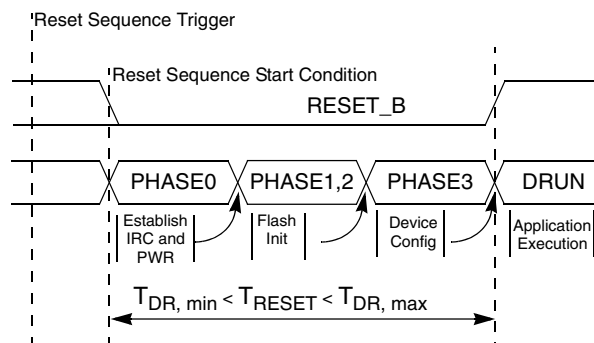 Reset Sequence Trigger
Reset Sequence Start Condition
RESET_B
PHASE0 PHASE1,2 PHASE3 DRUN
Establish
IRC and
PWR
Flash
Init
Device
Config
Application
Execution
TDR, min < TRESET < TDR, max